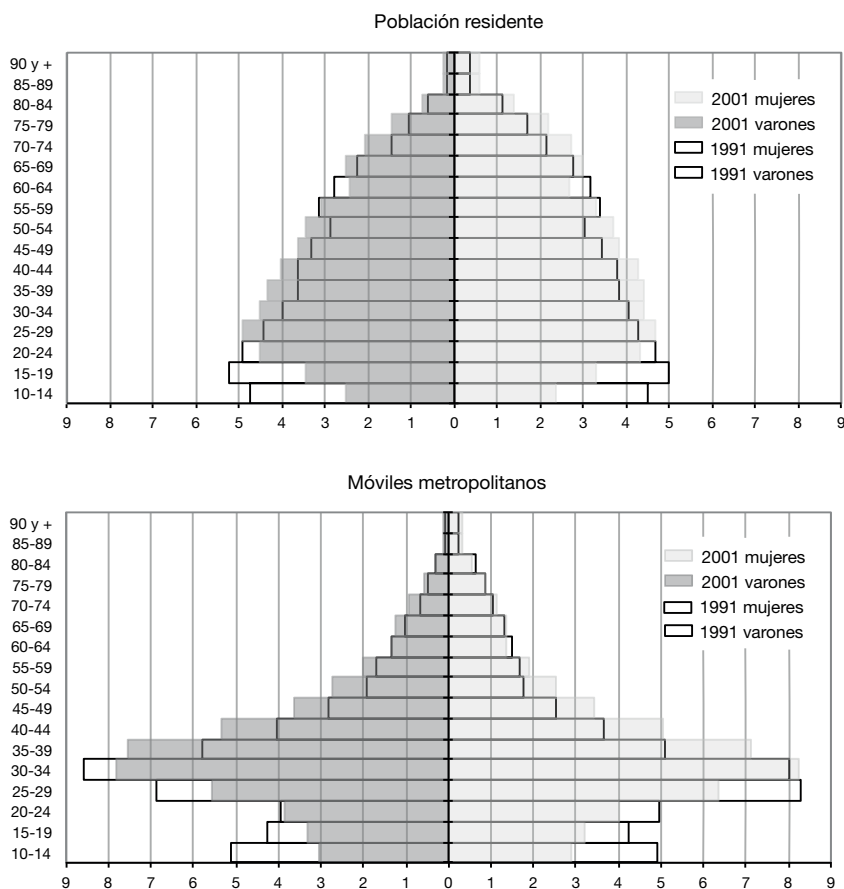 Población residente
90 y +
85-89
80-84
75-79
70-74
65-69
60-64
55-59
50-54
45-49
40-44
35-39
30-34
25-29
20-24
15-19
10-14
2001 mujeres
2001 varones
1991 mujeres
1991 varones
9 8 7 6 5 4 3 2 1 0 1 2 3 4 5 6 7 8 9
Móviles metropolitanos
90 y +
85-89
80-84
75-79
70-74
65-69
60-64
55-59
50-54
45-49
40-44
35-39
30-34
25-29
20-24
15-19
10-14
2001 mujeres
2001 varones
1991 mujeres
1991 varones
9 8 7 6 5 4 3 2 1 0 1 2 3 4 5 6 7 8 9